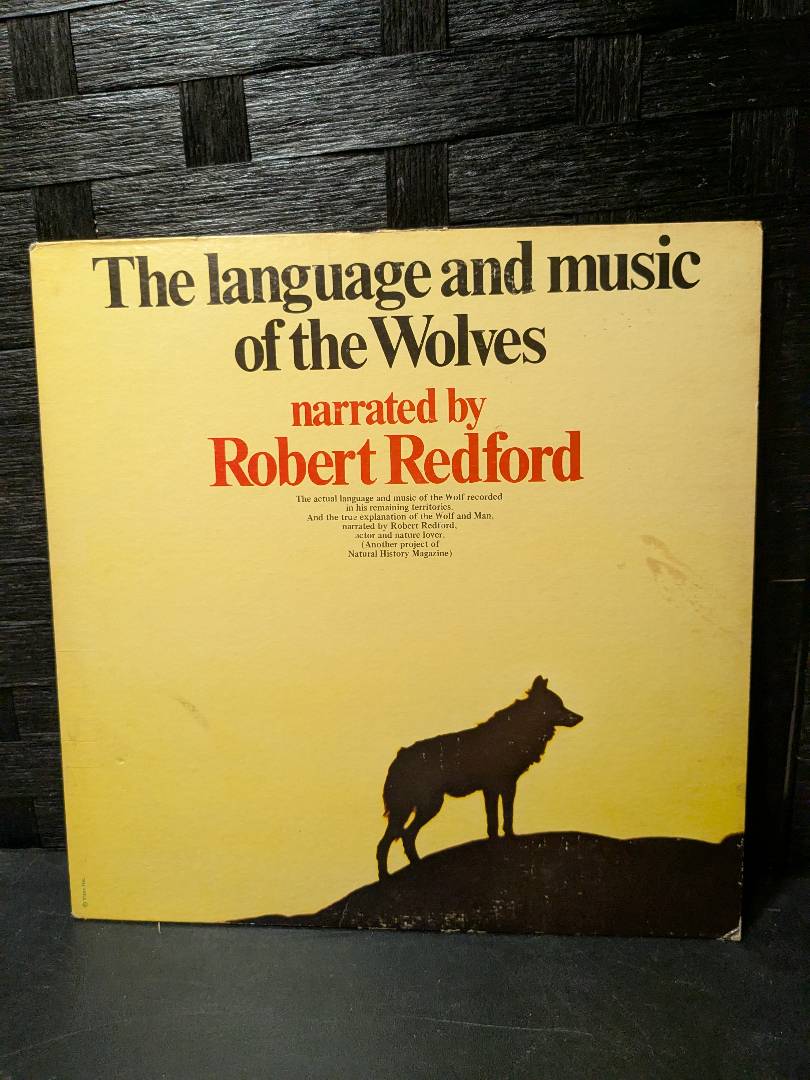 The language and music
of the Wolves
narrated by
Robert Redford
The actual language and music of the Wolf recorded
in his remaining territories.
And the true explanation of the Wolf and Man,
narrated by Robert Redford,
actor and nature lover.
(Another project of
Natural History Magazine)